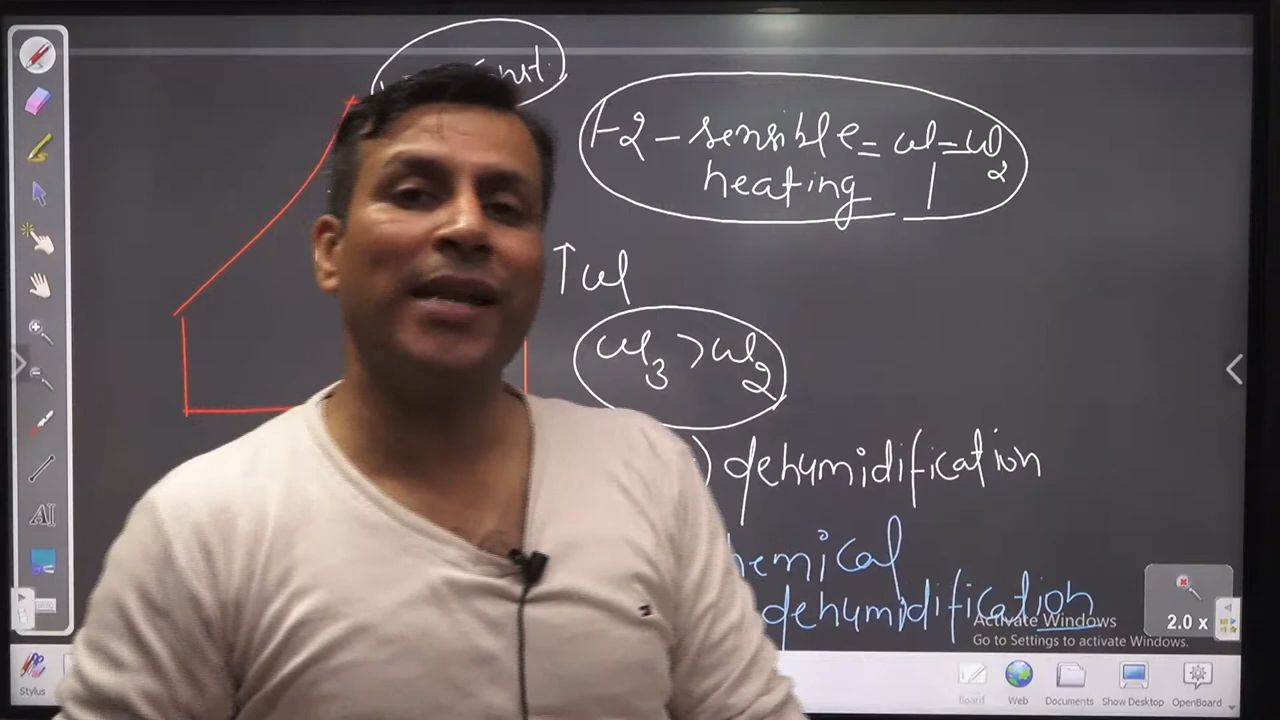 1-2 - sensible = ω1 = ω2
heating
↑ω
ω3 > ω2
) dehumidification
hemical
dehumidification
Activate Windows
Go to Settings to activate Windows.
2.0 x
AI
Stylus
Board
Web
Documents
Show Desktop
OpenBoard